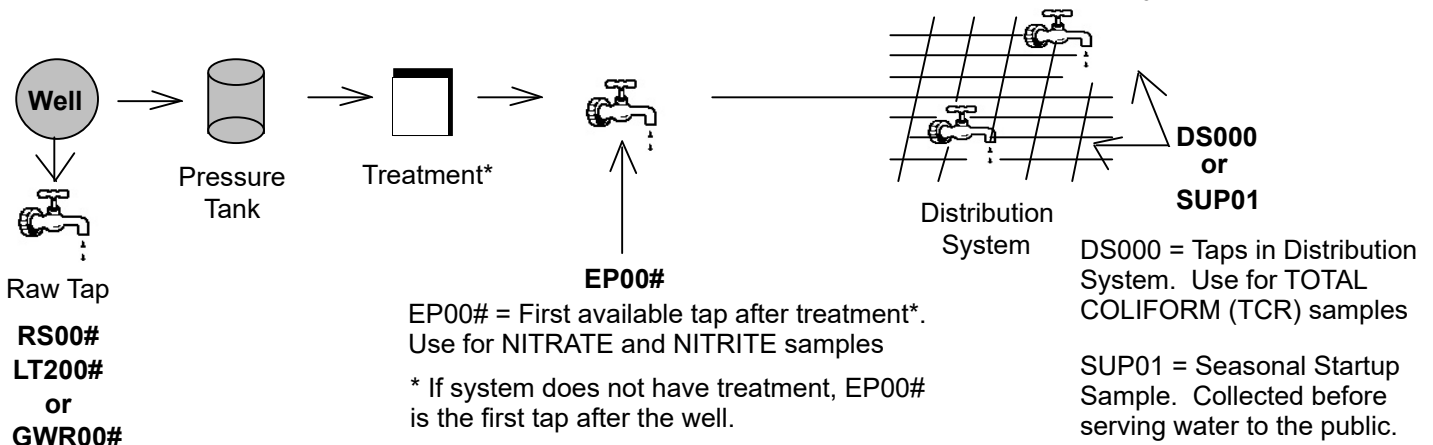 Well
Pressure
Tank
Treatment*
Raw Tap
RS00#
LT200#
or
GWR00#
EP00#
EP00# = First available tap after treatment*.
Use for NITRATE and NITRITE samples
* If system does not have treatment, EP00#
is the first tap after the well.
Distribution
System
DS000
or
SUP01
DS000 = Taps in Distribution
System. Use for TOTAL
COLIFORM (TCR) samples
SUP01 = Seasonal Startup
Sample. Collected before
serving water to the public.